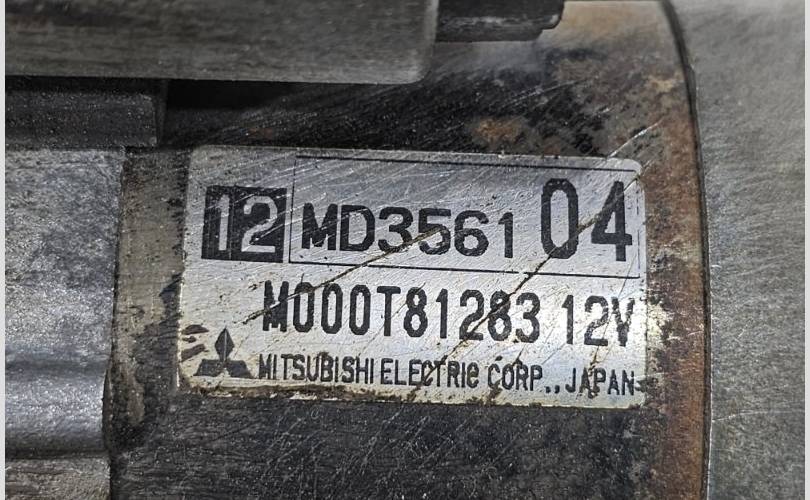 12 MD356104
M000T81283 12V
MITSUBISHI ELECTRIC CORP., JAPAN